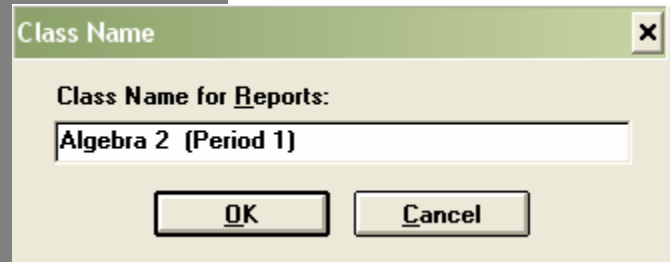 Class Name
Class Name for Reports:
Algebra 2  (Period 1)
OK
Cancel